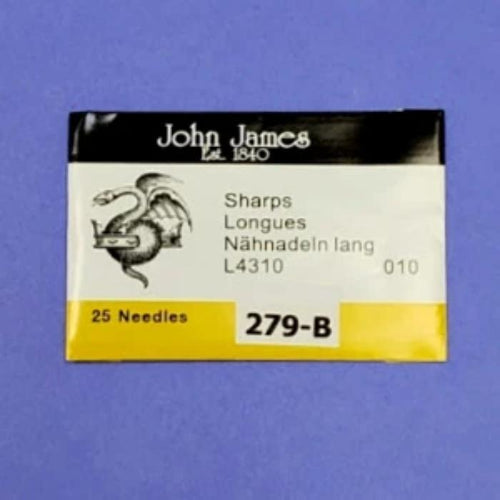 John James
Est. 1840
Sharps
Longues
Nähnadeln lang
L4310 010
25 Needles
279-B